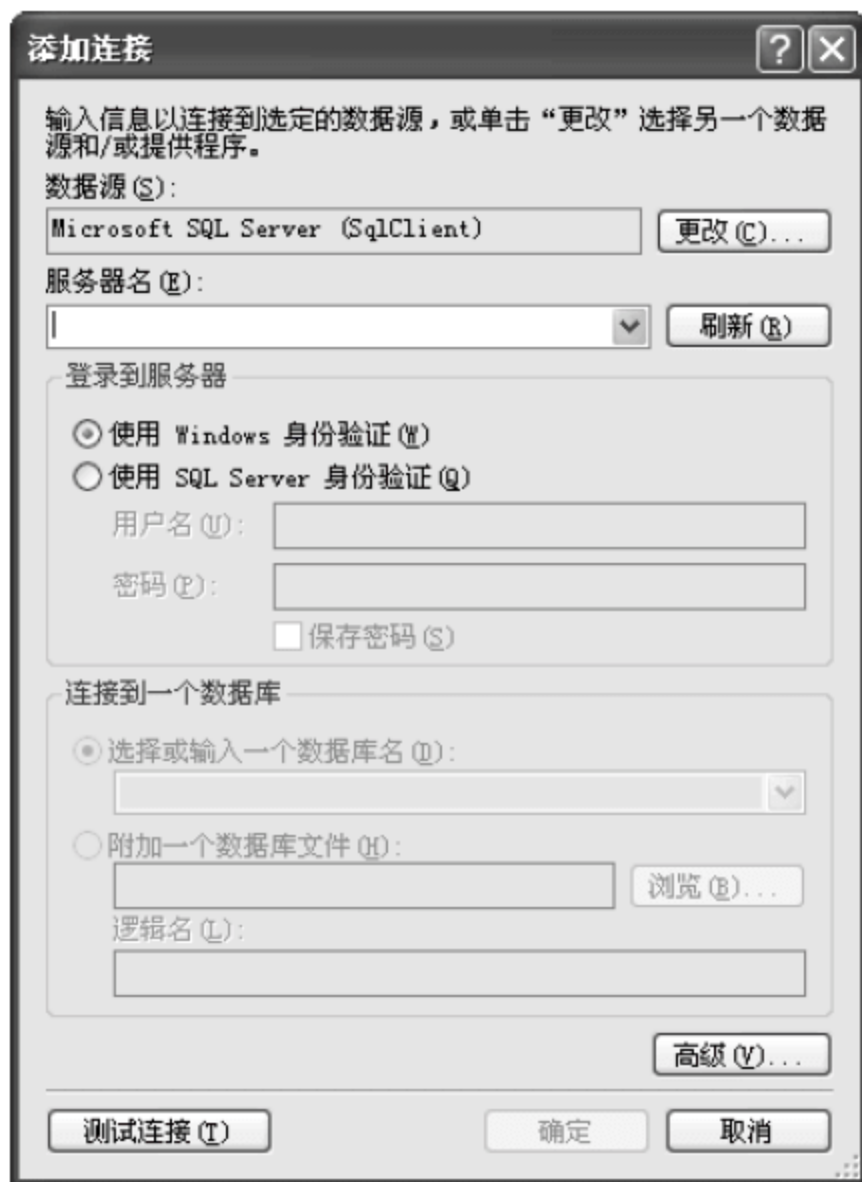 添加连接
输入信息以连接到选定的数据源，或单击“更改”选择另一个数据
源和/或提供程序。
数据源(S):
Microsoft SQL Server (SqlClient)
更改(C)...
服务器名(E):
刷新(R)
登录到服务器
使用 Windows 身份验证(W)
使用 SQL Server 身份验证(Q)
用户名(U):
密码(P):
保存密码(S)
连接到一个数据库
选择或输入一个数据库名(D):
附加一个数据库文件(H):
浏览(B)...
逻辑名(L):
高级(V)...
测试连接(T)
确定
取消